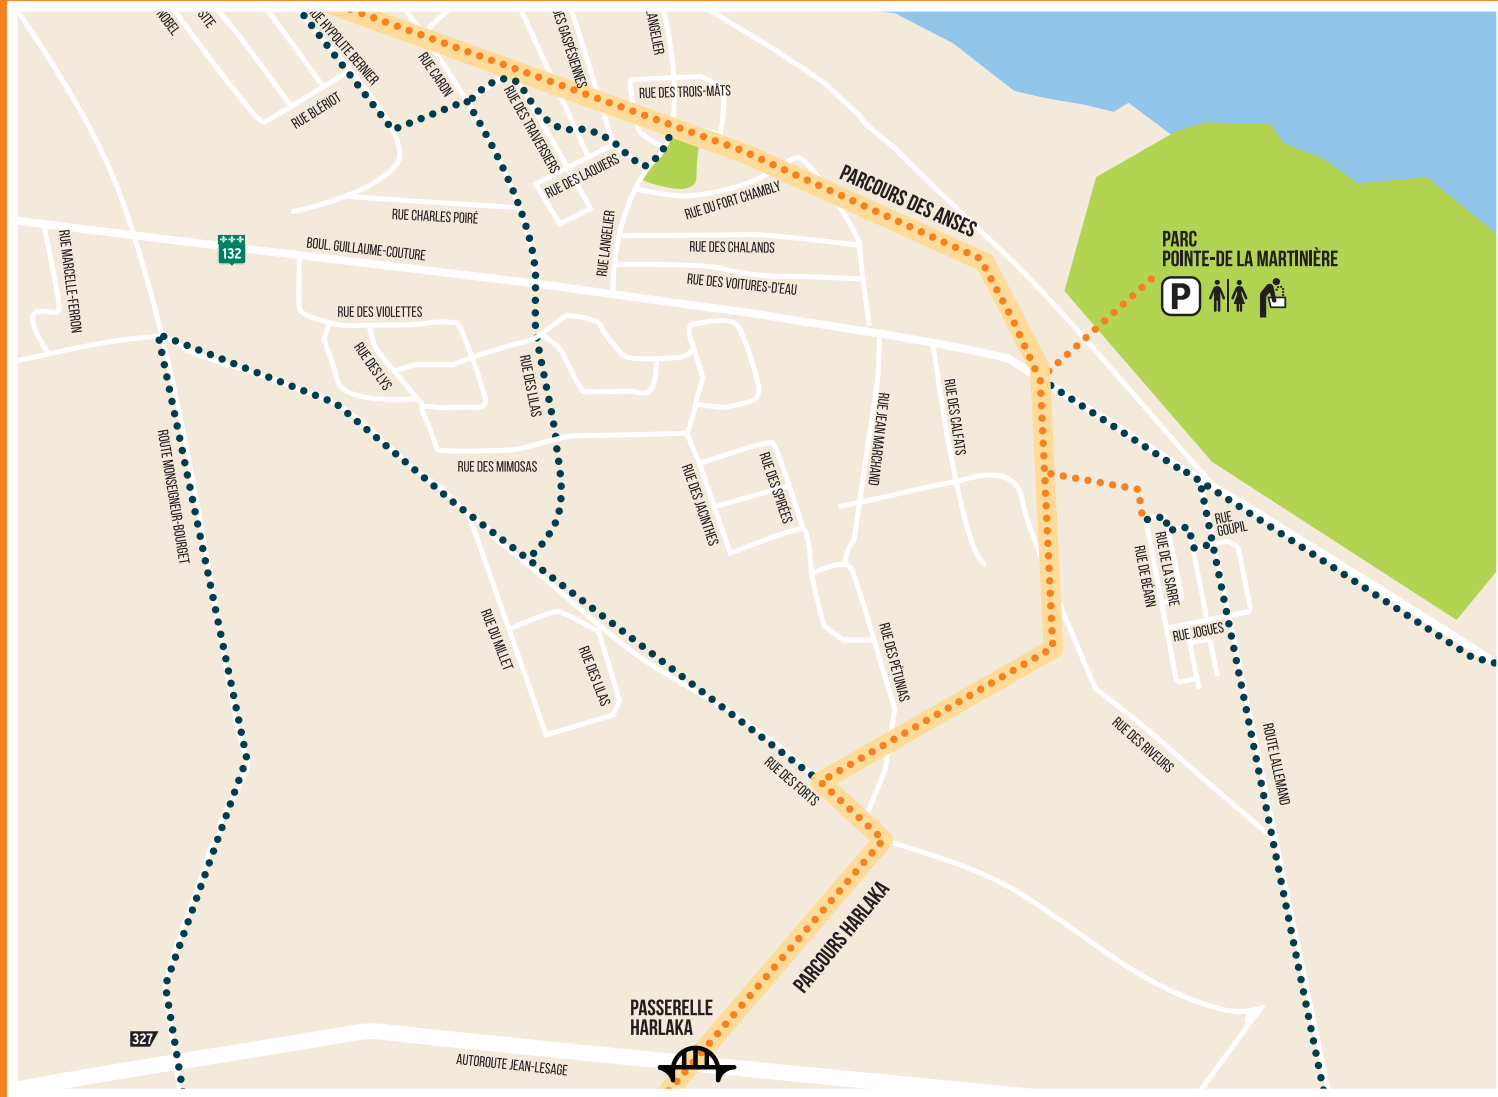 NOBEL
SITE
RUE HYPOLITE BERNIER
RUE CARON
DES GASPÉSIENNES
LANGELIER
RUE BLÉRIOT
RUE DES TROIS-MÂTS
RUE DES TRAVERSIERS
RUE DES LAQUIERS
RUE DU FORT CHAMBLY
PARCOURS DES ANSES
RUE CHARLES POIRÉ
RUE LANGELIER
RUE DES CHALANDS
RUE DES VOITURES-D'EAU
RUE MARCELLE-FERRON
132
BOUL. GUILLAUME-COUTURE
PARC
POINTE-DE LA MARTINIÈRE
P
RUE DES VIOLETTES
RUE DES LYS
RUE DES LILAS
RUE JEAN MARCHAND
RUE DES CALFATS
ROUTE MONSEIGNEUR-BOURGET
RUE DES MIMOSAS
RUE DES JACINTHES
RUE DES SPIRÉES
RUE
GOUPIL
RUE DE BÉARN
RUE DE LA SARRE
RUE JOGUES
RUE DU MILLET
RUE DES LILAS
RUE DES PÉTUNIAS
RUE DES RIVEURS
ROUTE LALLEMAND
RUE DES FORTS
PARCOURS HARLAKA
PASSERELLE
HARLAKA
327
AUTOROUTE JEAN-LESAGE